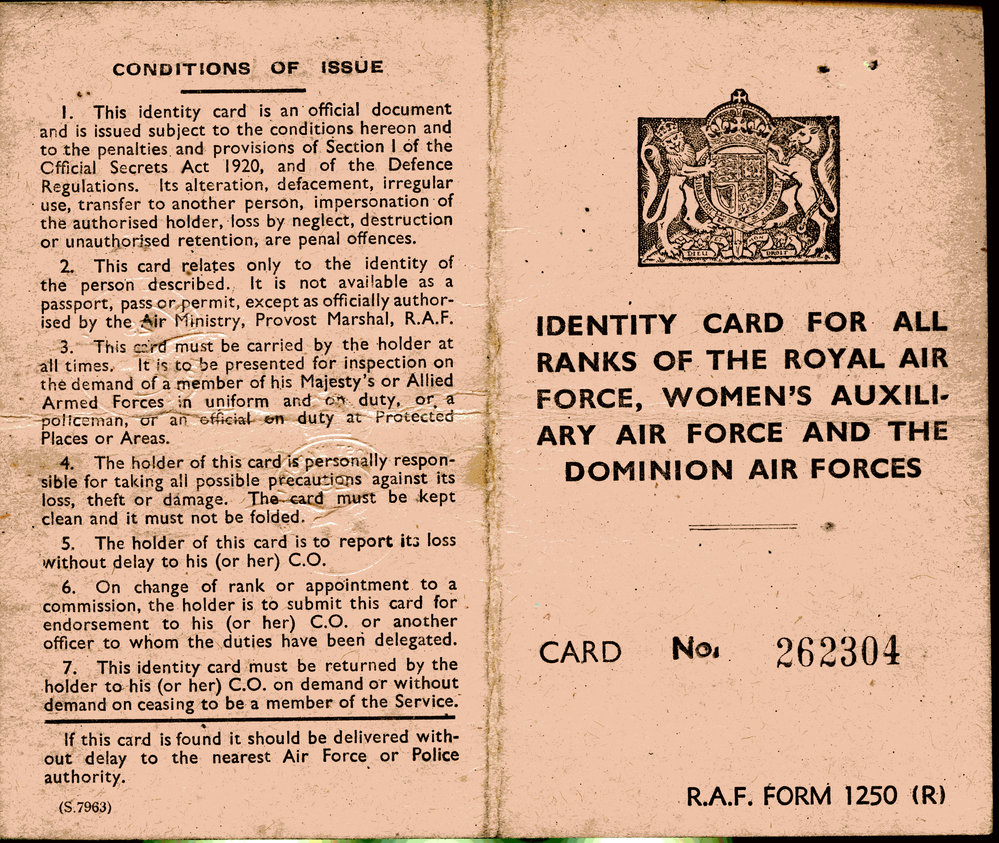 CONDITIONS OF ISSUE
1. This identity card is an official document
and is issued subject to the conditions hereon and
to the penalties and provisions of Section 1 of the
Official Secrets Act 1920, and of the Defence
Regulations. Its alteration, defacement, irregular
use, transfer to another person, impersonation of
the authorised holder, loss by neglect, destruction
or unauthorised retention, are penal offences.
2. This card relates only to the identity of
the person described. It is not available as a
passport, pass or permit, except as officially author-
ised by the Air Ministry, Provost Marshal, R.A.F.
3. This card must be carried by the holder at
all times. It is to be presented for inspection on
the demand of a member of his Majesty's or Allied
Armed Forces in uniform and on duty, or, a
policeman, or an official on duty at Protected
Places or Areas.
4. The holder of this card is personally respon-
sible for taking all possible precautions against its
loss, theft or damage. The card must be kept
clean and it must not be folded.
5. The holder of this card is to report its loss
without delay to his (or her) C.O.
6. On change of rank or appointment to a
commission, the holder is to submit this card for
endorsement to his (or her) C.O. or another
officer to whom the duties have been delegated.
7. This identity card must be returned by the
holder to his (or her) C.O. on demand or without
demand on ceasing to be a member of the Service.
If this card is found it should be delivered with-
out delay to the nearest Air Force or Police
authority.
(S.7963)
DIEU DROIT
IDENTITY CARD FOR ALL
RANKS OF THE ROYAL AIR
FORCE, WOMEN'S AUXILI-
ARY AIR FORCE AND THE
DOMINION AIR FORCES
CARD No. 262304
R.A.F. FORM 1250 (R)